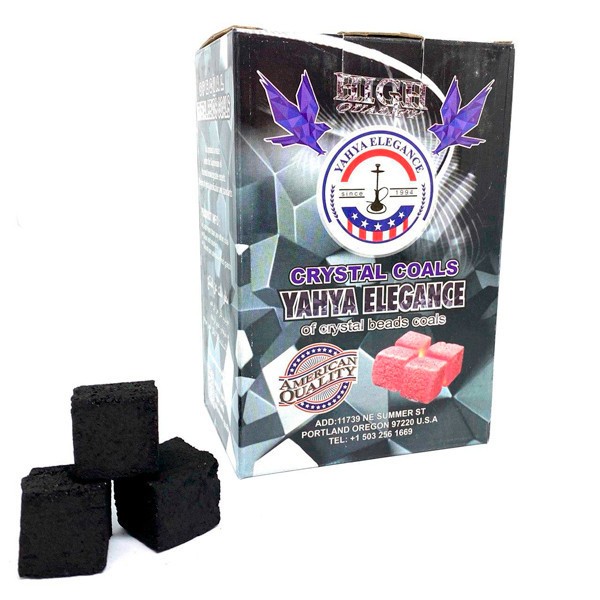 HIGH
QUALITY
YAHYA ELEGANCE
since 1994
CRYSTAL COALS
YAHYA ELEGANCE
of crystal beads coals
AMERICAN
QUALITY
ADD:11739 NE SUMMER ST
PORTLAND OREGON 97220 U.S.A
TEL: +1 503 256 1669